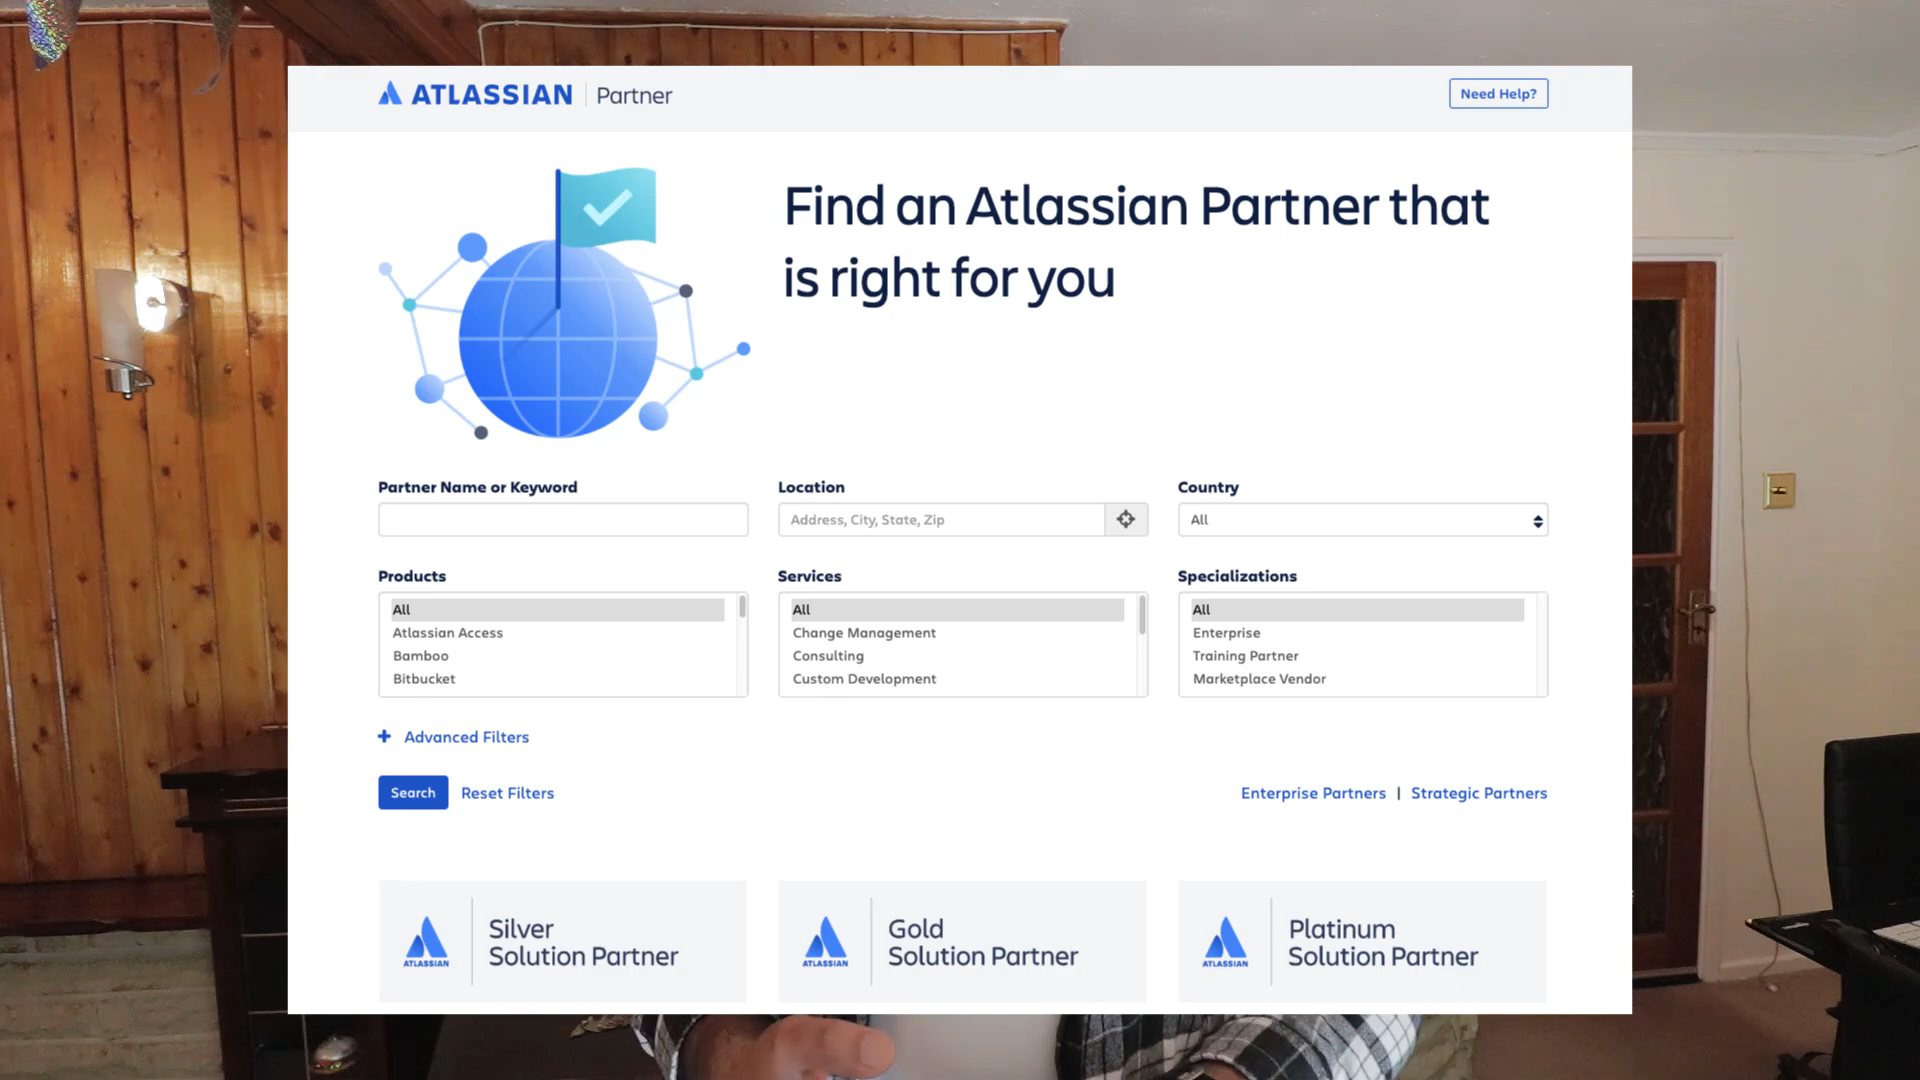 ATLASSIAN Partner
Need Help?
Find an Atlassian Partner that
is right for you
Partner Name or Keyword
Location
Address, City, State, Zip
Country
All
Products
All
Atlassian Access
Bamboo
Bitbucket
Services
All
Change Management
Consulting
Custom Development
Specializations
All
Enterprise
Training Partner
Marketplace Vendor
+ Advanced Filters
Search
Reset Filters
Enterprise Partners | Strategic Partners
ATLASSIAN
Silver
Solution Partner
ATLASSIAN
Gold
Solution Partner
ATLASSIAN
Platinum
Solution Partner